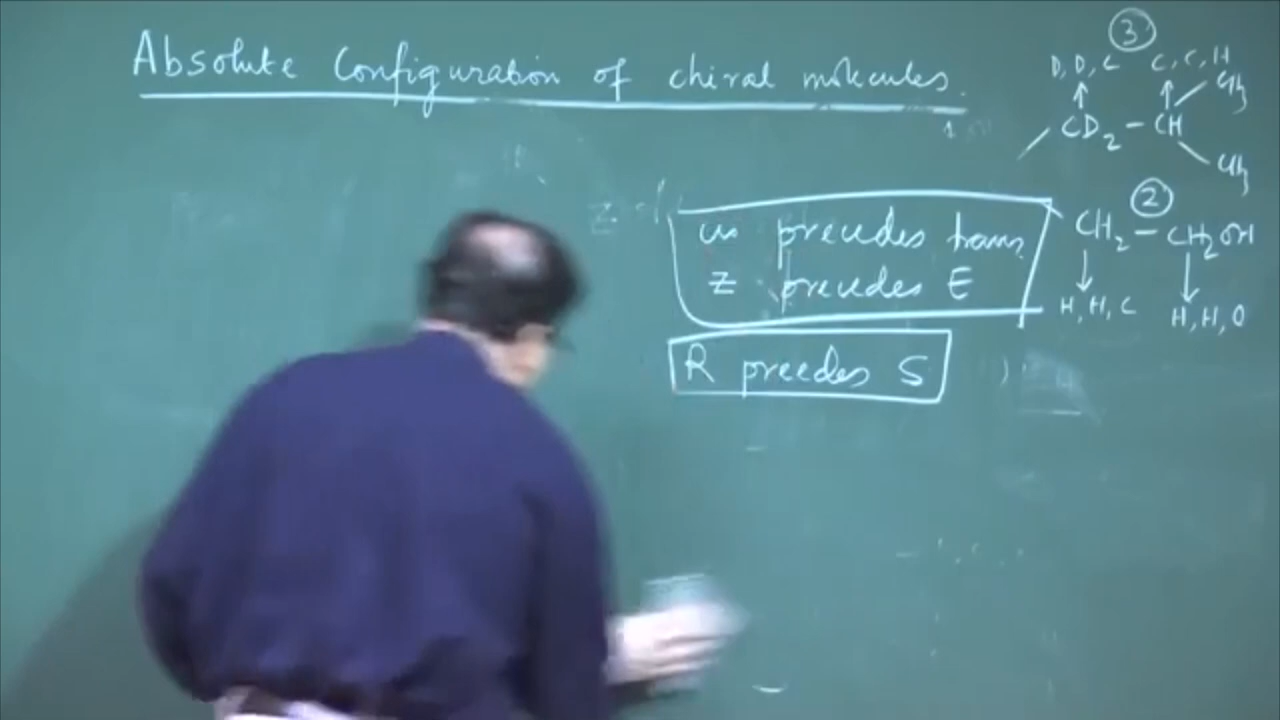 Absolute Configuration of chiral molecules.
cis precedes trans
Z precedes E
R precedes S
3
D, D, C C, C, H
CD2 - CH
CH3
CH3
2
CH2 - CH2OH
H, H, C H, H, O